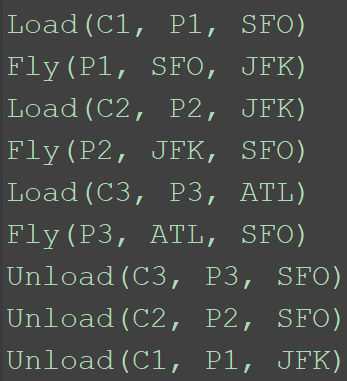 Load(C1, P1, SFO)
Fly(P1, SFO, JFK)
Load(C2, P2, JFK)
Fly(P2, JFK, SFO)
Load(C3, P3, ATL)
Fly(P3, ATL, SFO)
Unload(C3, P3, SFO)
Unload(C2, P2, SFO)
Unload(C1, P1, JFK)